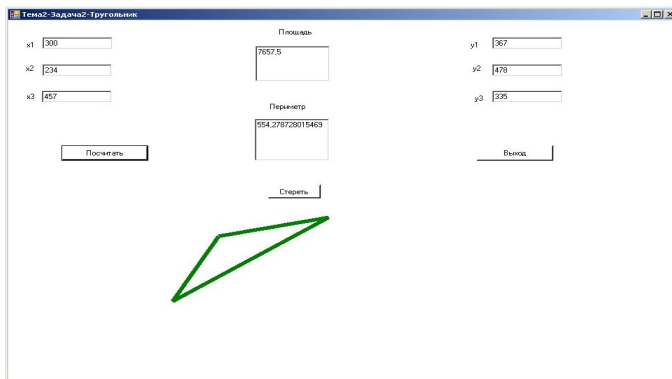 Тема2-Задача2-Тругольник
Площадь
x1 300
7657,5
y1 367
x2 234
y2 478
x3 457
y3 335
Периметр
554,278728015469
Посчитать
Выход
Стереть